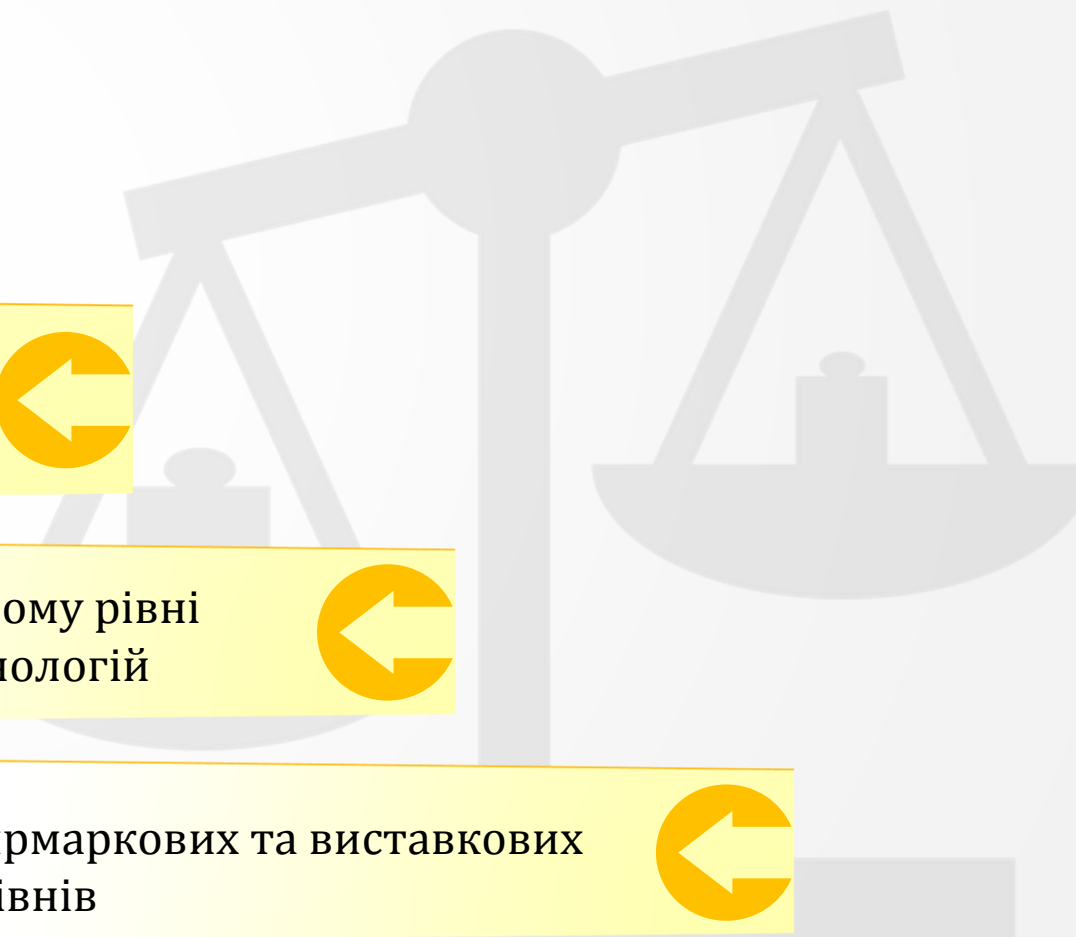 ому рівні
нологій
рмаркових та виставкових
івнів